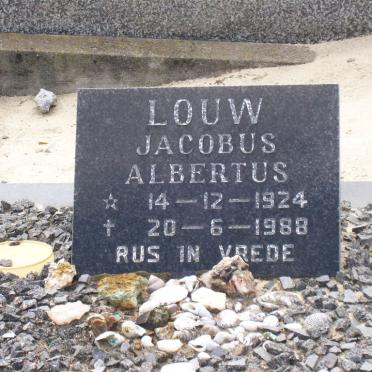 LOUW
JACOBUS
ALBERTUS
☆ 14-12-1924
† 20-6-1988
RUS IN VREDE